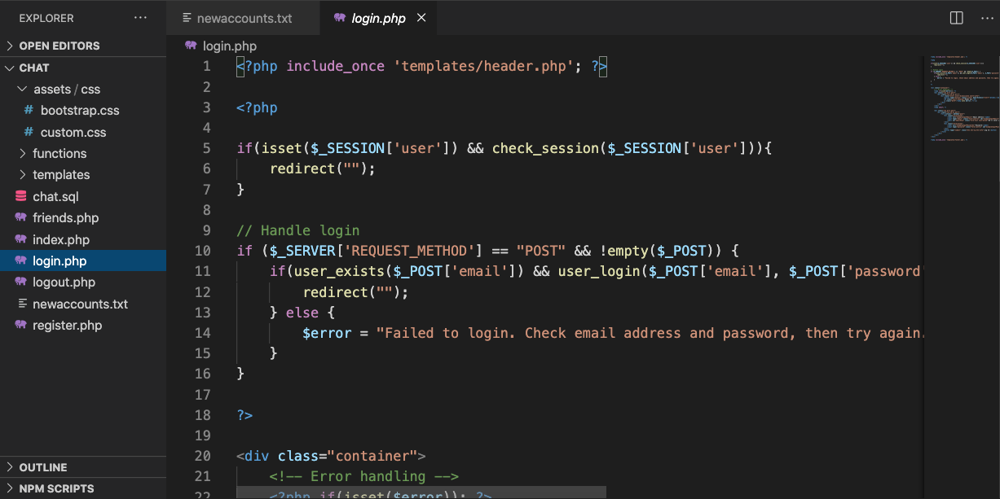 EXPLORER ...
OPEN EDITORS
CHAT
assets / css
# bootstrap.css
# custom.css
functions
templates
chat.sql
friends.php
index.php
login.php
logout.php
newaccounts.txt
register.php
OUTLINE
NPM SCRIPTS
newaccounts.txt login.php ×
login.php
1 <?php include_once 'templates/header.php'; ?>
2
3 <?php
4
5 if(isset($_SESSION['user']) && check_session($_SESSION['user'])){
6 redirect("");
7 }
8
9 // Handle login
10 if ($_SERVER['REQUEST_METHOD'] == "POST" && !empty($_POST)) {
11 if(user_exists($_POST['email']) && user_login($_POST['email'], $_POST['password'
12 redirect("");
13 } else {
14 $error = "Failed to login. Check email address and password, then try again.
15 }
16 }
17
18 ?>
19
20 <div class="container">
21 <!-- Error handling -->
22 <?php if(isset($error)): ?>